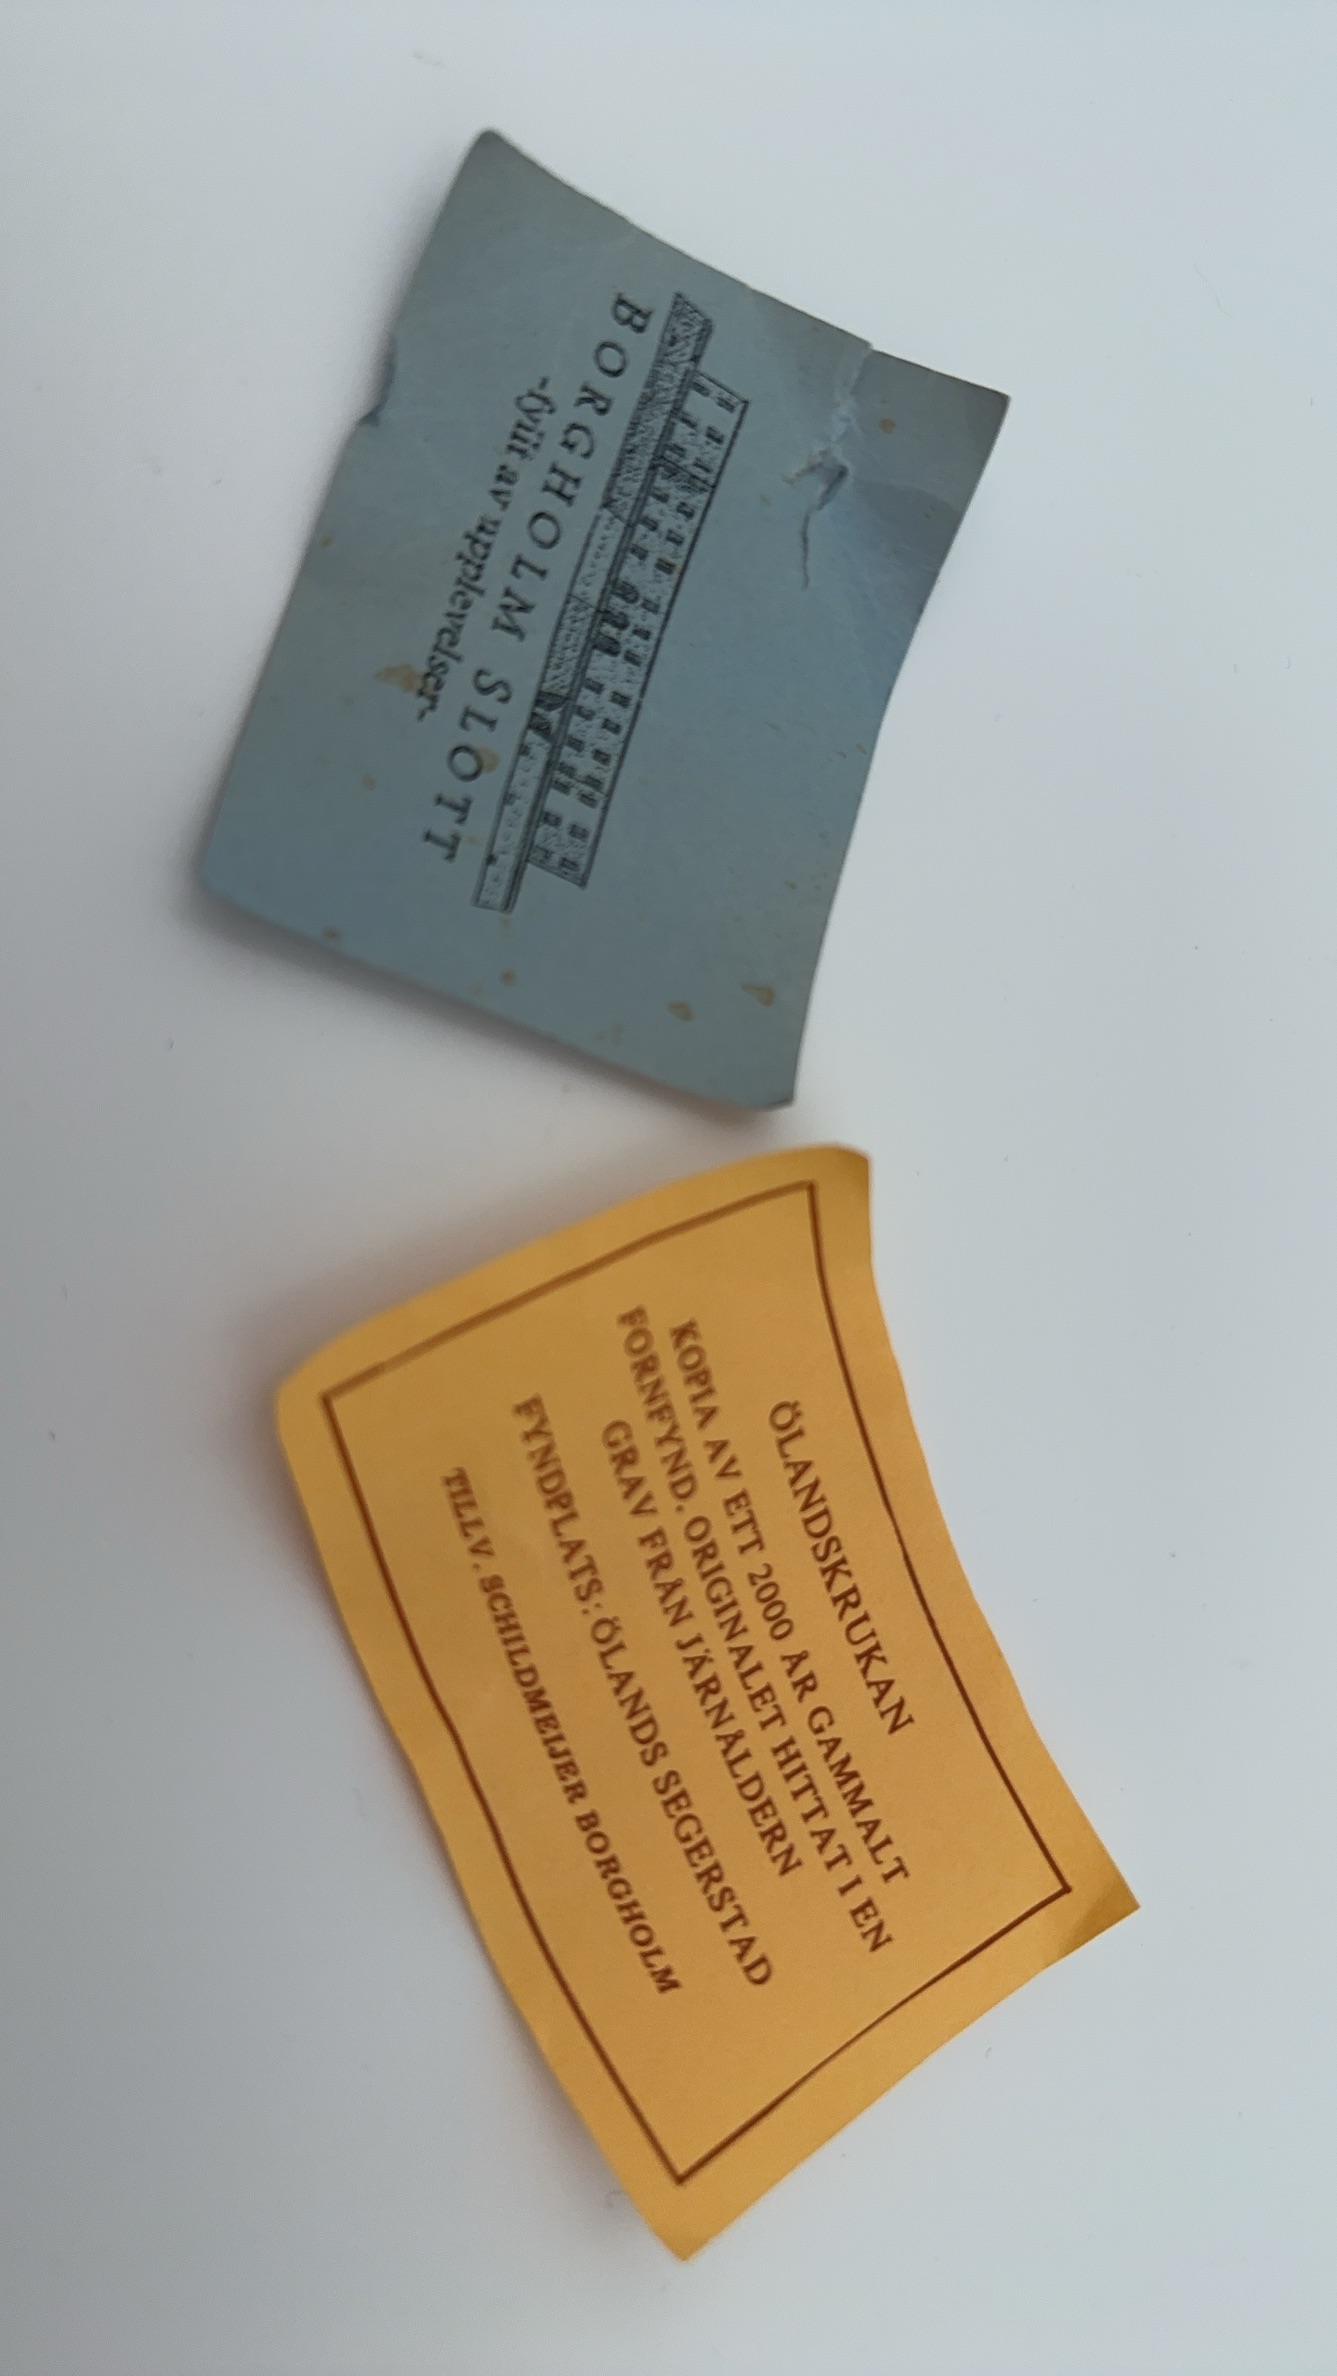 BORGHOLM SLOTT
-fyllt av upplevelser-
ÖLANDSKRUKAN
KOPIA AV ETT 2000 ÅR GAMMALT
FORNFYND. ORIGINALET HITTAT I EN
GRAV FRÅN JÄRNÅLDERN
FYNDPLATS: ÖLANDS SEGERSTAD
TILLV. SCHILDMEIJER BORGHOLM